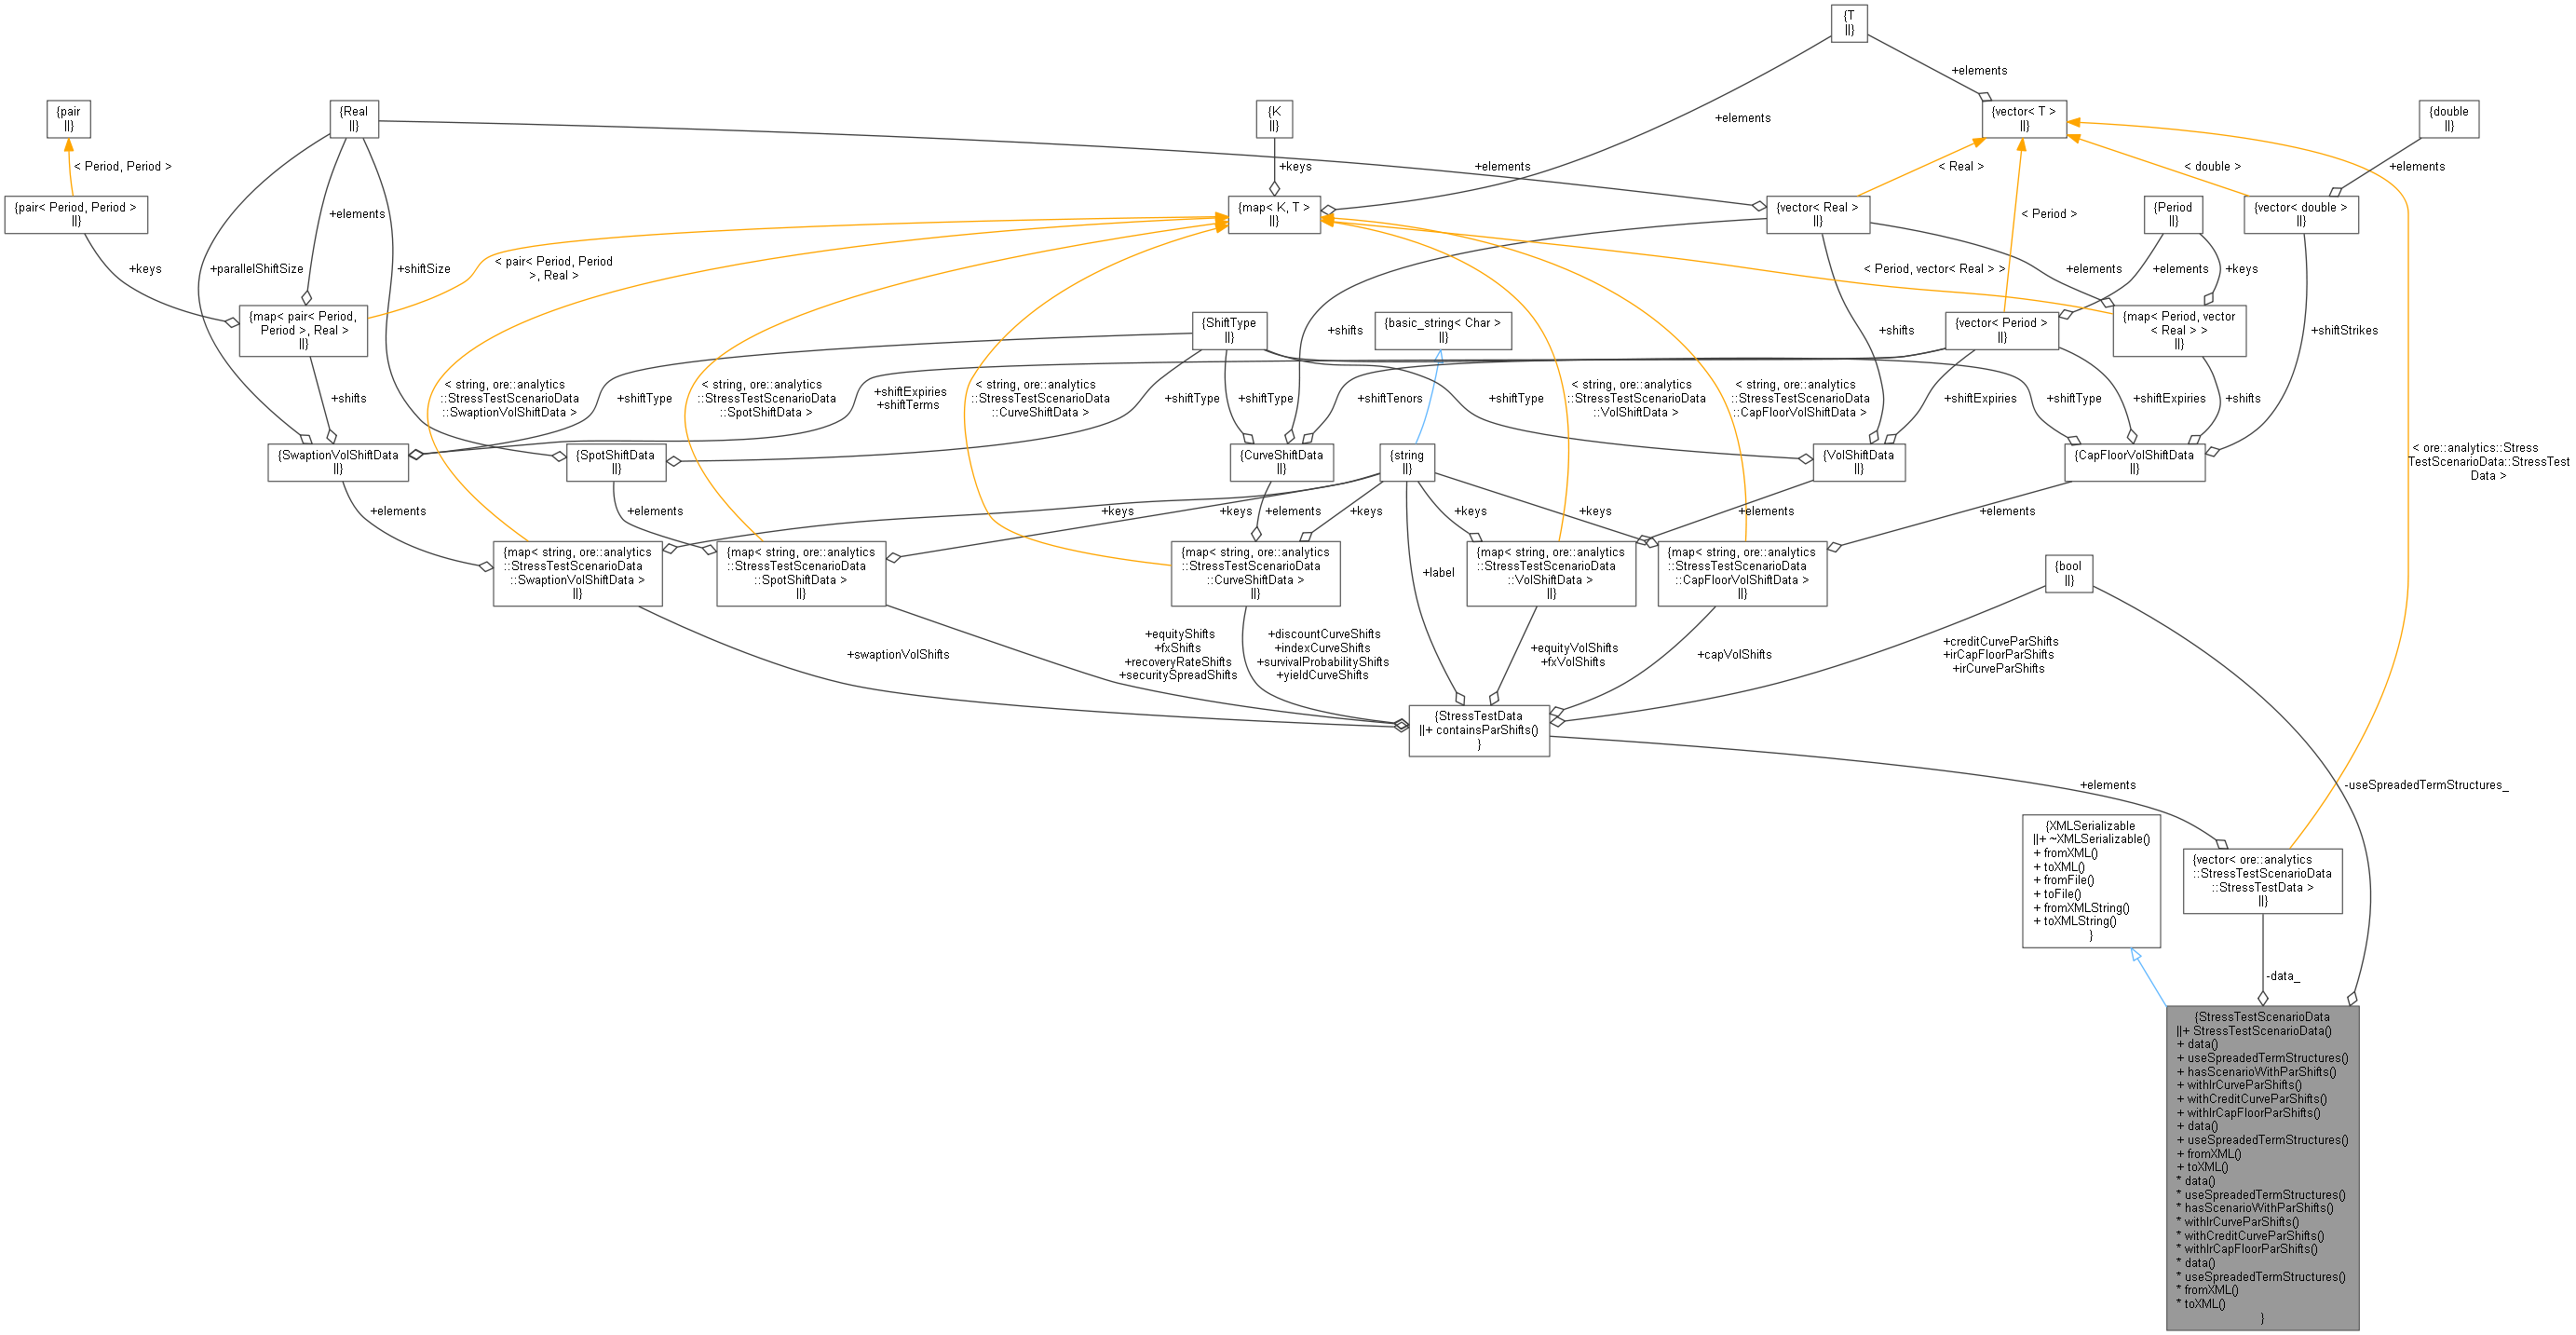 {T
||}
+elements
{pair
||}
{Real
||}
{K
||}
{vector< T >
||}
{double
||}
+elements
< Period, Period >
+keys
+elements
< Real >
< double >
+elements
{pair< Period, Period >
||}
{map< K, T >
||}
{vector< Real >
||}
{Period
||}
{vector< double >
||}
+elements
< Period >
+keys
+parallelShiftSize
+shiftSize
< pair< Period, Period
>, Real >
< Period, vector< Real > >
+elements
+elements
+keys
{map< pair< Period,
Period >, Real >
||}
{ShiftType
||}
{basic_string< Char >
||}
{vector< Period >
||}
{map< Period, vector
< Real > >
||}
+shifts
+shifts
+shiftStrikes
+shifts
< string, ore::analytics
::StressTestScenarioData
::SwaptionVolShiftData >
+shiftType
< string, ore::analytics
::StressTestScenarioData
::SpotShiftData >
+shiftExpiries
+shiftTerms
< string, ore::analytics
::StressTestScenarioData
::CurveShiftData >
+shiftType
+shiftType
+shiftTenors
+shiftType
< string, ore::analytics
::StressTestScenarioData
::VolShiftData >
< string, ore::analytics
::StressTestScenarioData
::CapFloorVolShiftData >
+shiftExpiries
+shiftType
+shiftExpiries
+shifts
{SwaptionVolShiftData
||}
{SpotShiftData
||}
{CurveShiftData
||}
{string
||}
{VolShiftData
||}
{CapFloorVolShiftData
||}
< ore::analytics::Stress
TestScenarioData::StressTest
Data >
+elements
+elements
+keys
+keys
+elements
+keys
+keys
+keys
+elements
+elements
{map< string, ore::analytics
::StressTestScenarioData
::SwaptionVolShiftData >
||}
{map< string, ore::analytics
::StressTestScenarioData
::SpotShiftData >
||}
{map< string, ore::analytics
::StressTestScenarioData
::CurveShiftData >
||}
+label
{map< string, ore::analytics
::StressTestScenarioData
::VolShiftData >
||}
{map< string, ore::analytics
::StressTestScenarioData
::CapFloorVolShiftData >
||}
{bool
||}
+swaptionVolShifts
+equityShifts
+fxShifts
+recoveryRateShifts
+securitySpreadShifts
+discountCurveShifts
+indexCurveShifts
+survivalProbabilityShifts
+yieldCurveShifts
+equityVolShifts
+fxVolShifts
+capVolShifts
+creditCurveParShifts
+irCapFloorParShifts
+irCurveParShifts
{StressTestData
||+ containsParShifts()
}
+elements
-useSpreadedTermStructures_
{XMLSerializable
||+ ~XMLSerializable()
+ fromXML()
+ toXML()
+ fromFile()
+ toFile()
+ fromXMLString()
+ toXMLString()
}
{vector< ore::analytics
::StressTestScenarioData
::StressTestData >
||}
-data_
{StressTestScenarioData
||+ StressTestScenarioData()
+ data()
+ useSpreadedTermStructures()
+ hasScenarioWithParShifts()
+ withIrCurveParShifts()
+ withCreditCurveParShifts()
+ withIrCapFloorParShifts()
+ data()
+ useSpreadedTermStructures()
+ fromXML()
+ toXML()
* data()
* useSpreadedTermStructures()
* hasScenarioWithParShifts()
* withIrCurveParShifts()
* withCreditCurveParShifts()
* withIrCapFloorParShifts()
* data()
* useSpreadedTermStructures()
* fromXML()
* toXML()
}